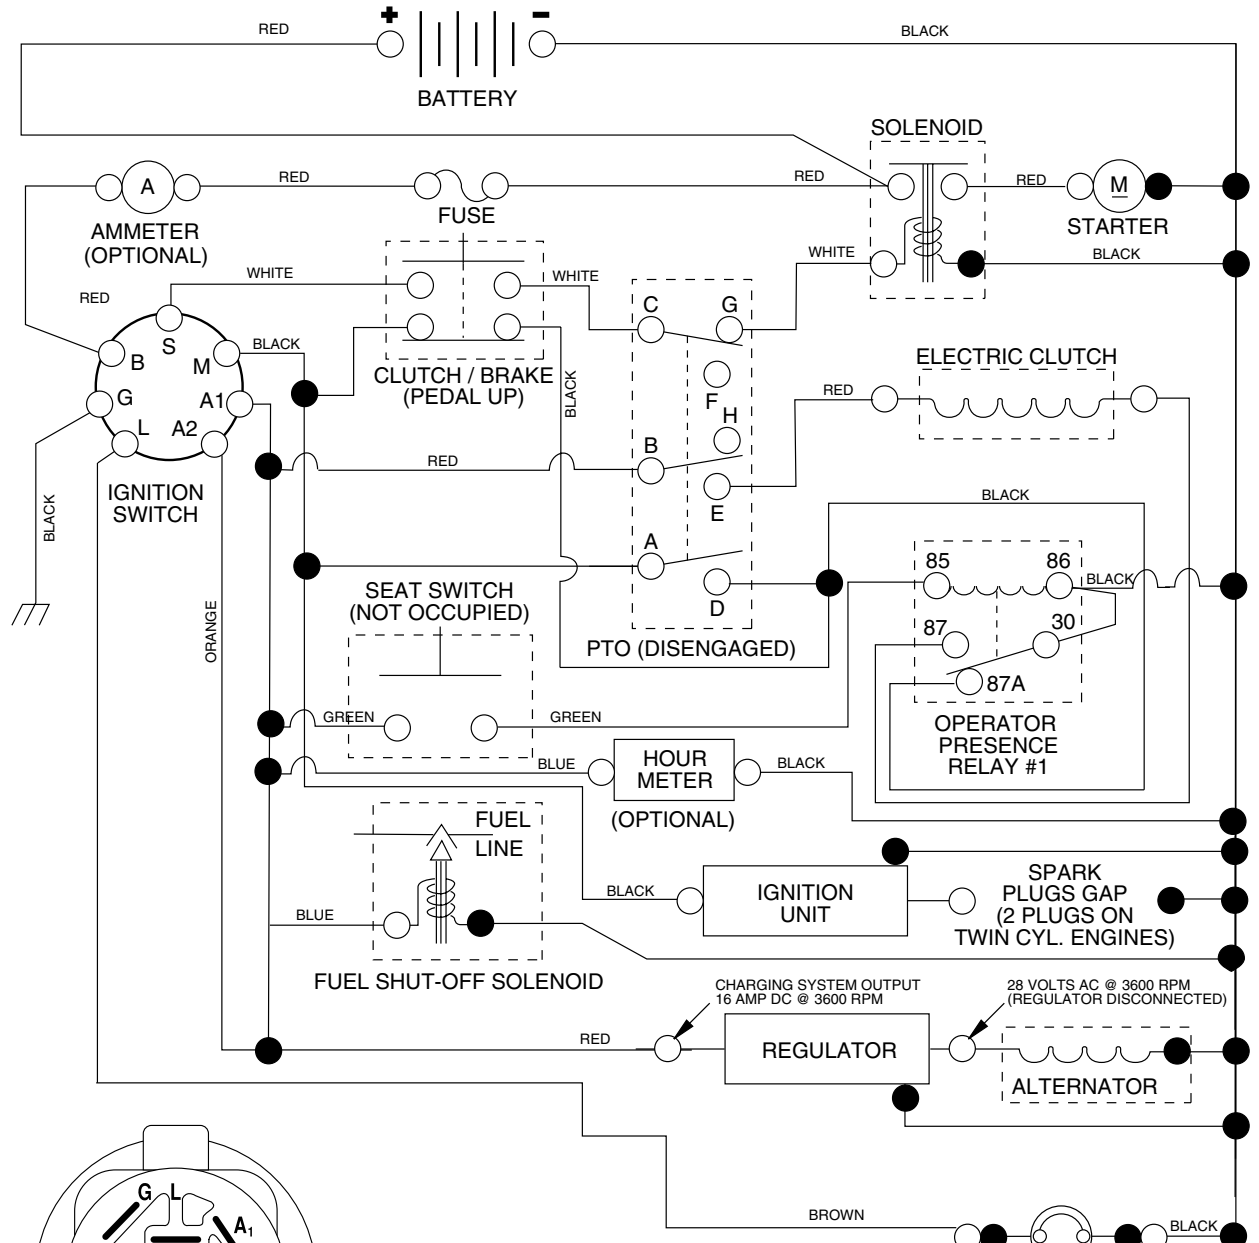 + –
RED
BLACK
BATTERY
SOLENOID
A
RED
RED
RED
M
FUSE
STARTER
AMMETER
(OPTIONAL)
WHITE
BLACK
WHITE
WHITE
RED
C
G
S
B
M
BLACK
ELECTRIC CLUTCH
CLUTCH / BRAKE
(PEDAL UP)
BLACK
F
RED
G
A1
H
L
A2
B
RED
IGNITION
SWITCH
E
BLACK
BLACK
A
85
86
BLACK
SEAT SWITCH
(NOT OCCUPIED)
D
ORANGE
87
30
PTO (DISENGAGED)
87A
GREEN
GREEN
OPERATOR
PRESENCE
RELAY #1
BLUE
HOUR
METER
BLACK
(OPTIONAL)
FUEL
LINE
BLACK
IGNITION
UNIT
SPARK
PLUGS GAP
(2 PLUGS ON
TWIN CYL. ENGINES)
BLUE
FUEL SHUT-OFF SOLENOID
CHARGING SYSTEM OUTPUT
16 AMP DC @ 3600 RPM
28 VOLTS AC @ 3600 RPM
(REGULATOR DISCONNECTED)
RED
REGULATOR
ALTERNATOR
G L
A1
BROWN
BLACK